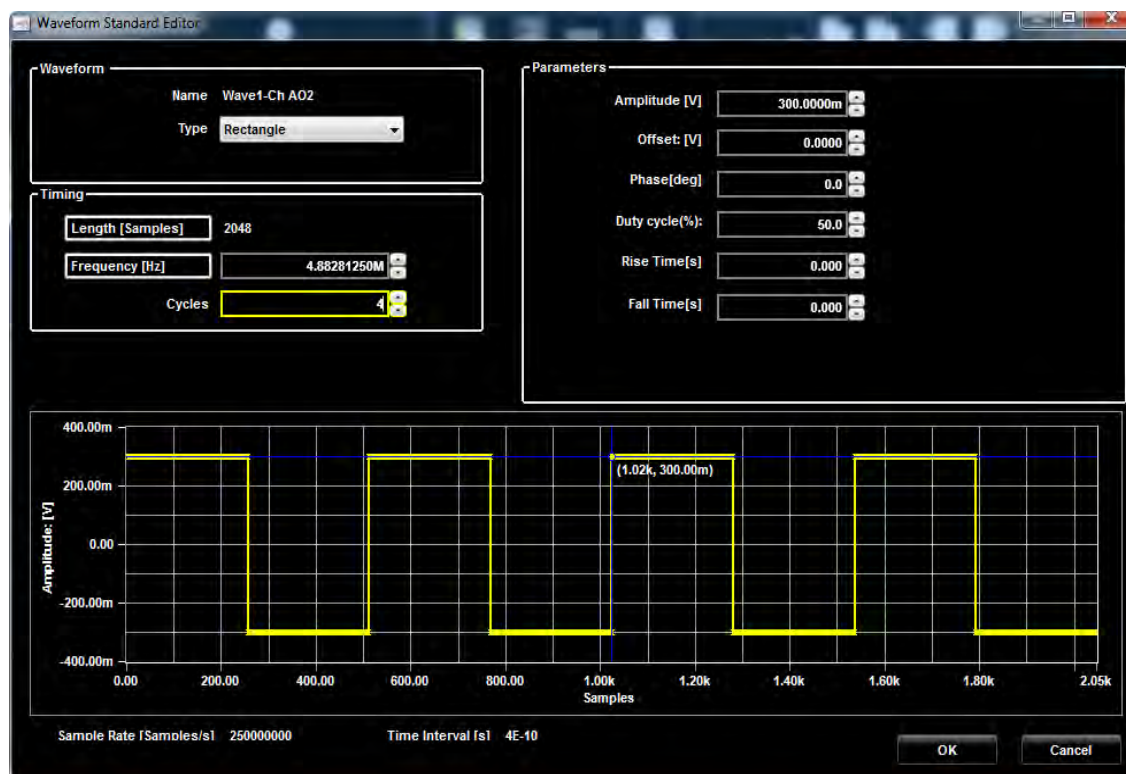 Waveform Standard Editor
Waveform
Name Wave1-Ch AO2
Type Rectangle
Timing
Length [Samples] 2048
Frequency [Hz] 4.88281250M
Cycles 4
Parameters
Amplitude [V] 300.0000m
Offset: [V] 0.0000
Phase[deg] 0.0
Duty cycle(%): 50.0
Rise Time[s] 0.000
Fall Time[s] 0.000
400.00m
200.00m
0.00
-200.00m
-400.00m
Amplitude: [V]
(1.02k, 300.00m)
0.00 200.00 400.00 600.00 800.00 1.00k 1.20k 1.40k 1.60k 1.80k 2.05k
Samples
Sample Rate [Samples/s] 250000000 Time Interval [s] 4E-10
OK Cancel